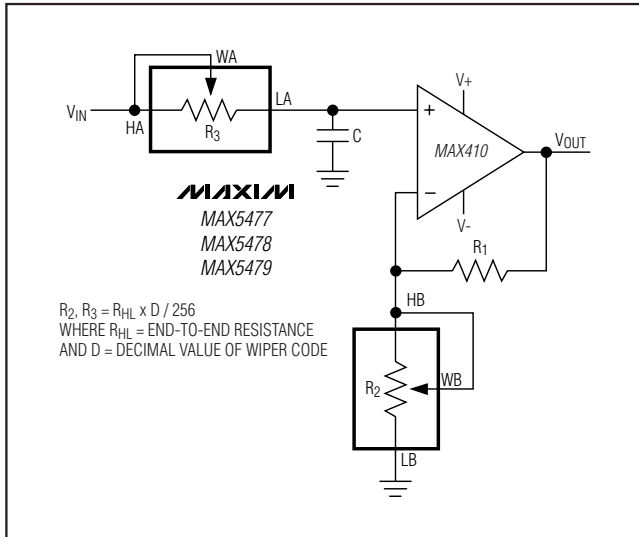 WA
V+
V_IN
HA
R_3
LA
C
+
MAX410
−
V_OUT
V-
MAXIM
MAX5477
MAX5478
MAX5479
R_1
R_2, R_3 = R_HL x D / 256
WHERE R_HL = END-TO-END RESISTANCE
AND D = DECIMAL VALUE OF WIPER CODE
HB
R_2
WB
LB